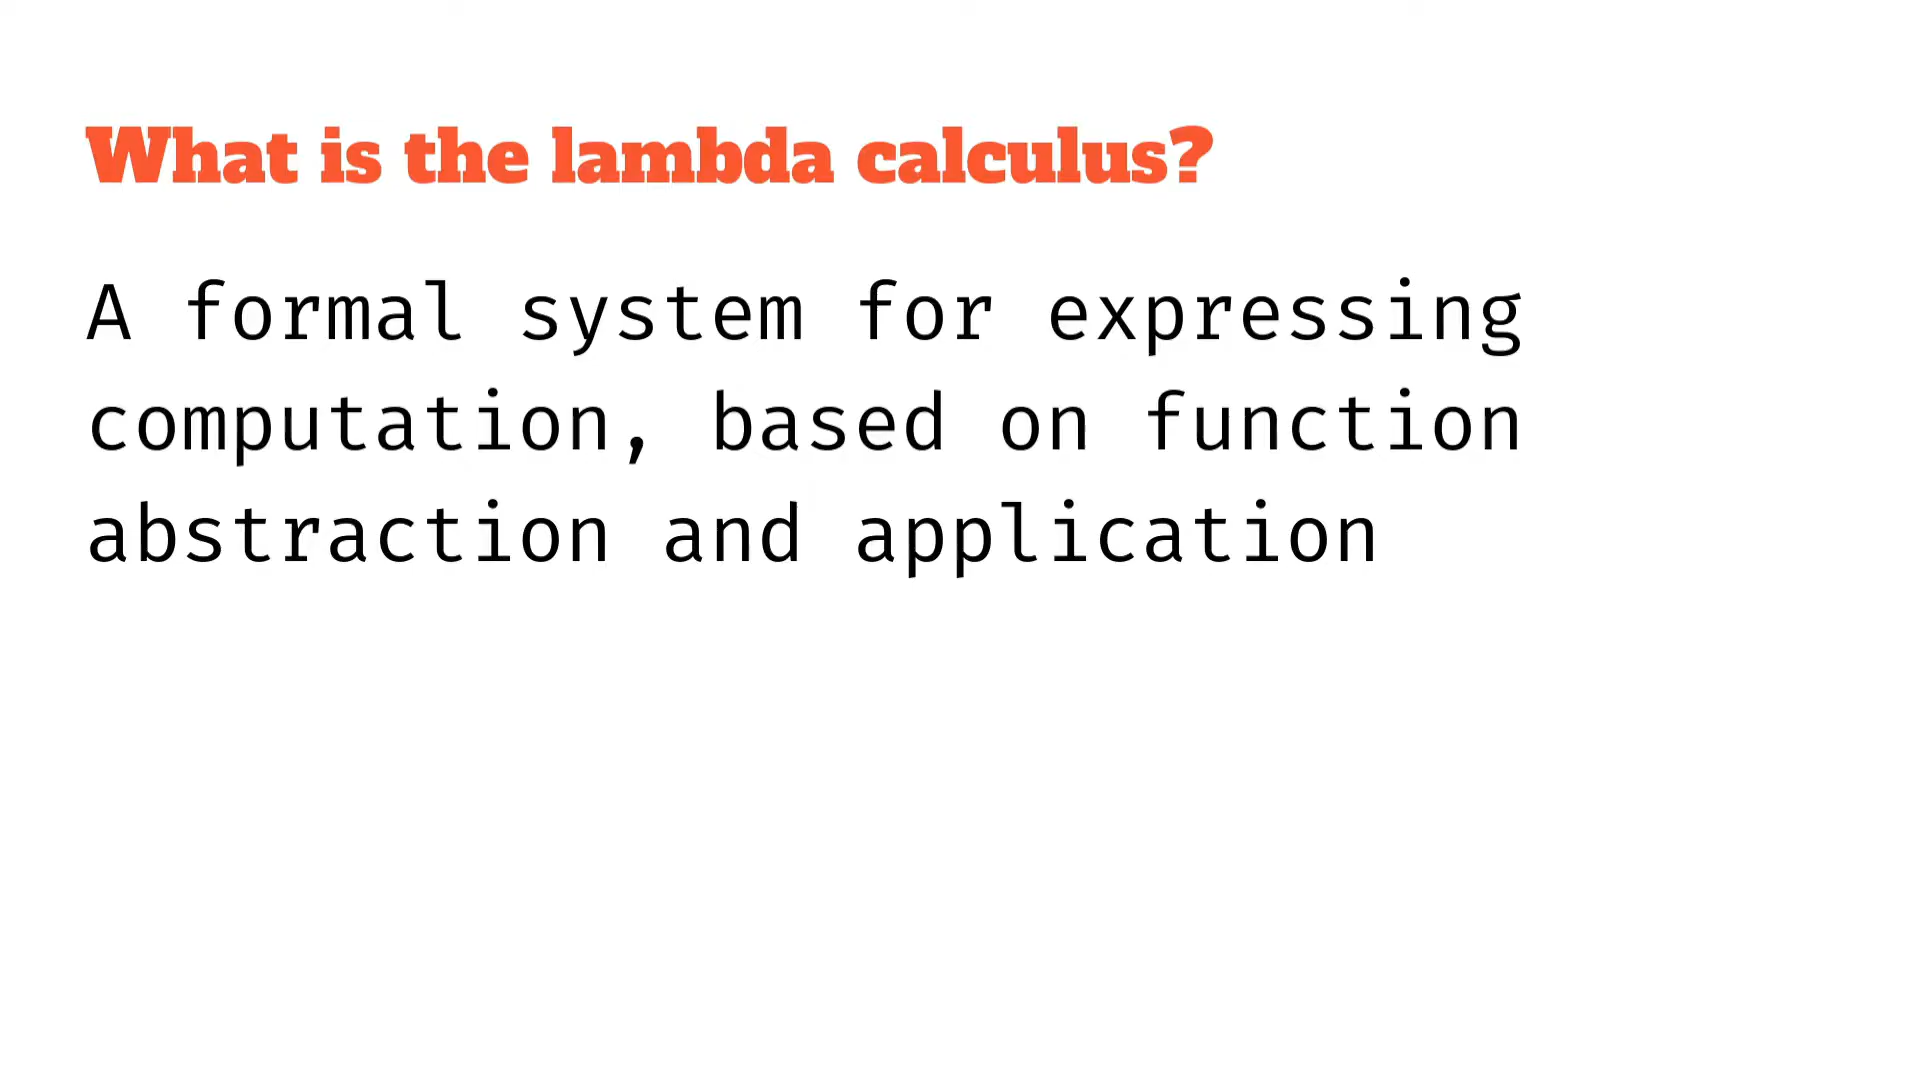 What is the lambda calculus?
A formal system for expressing
computation, based on function
abstraction and application